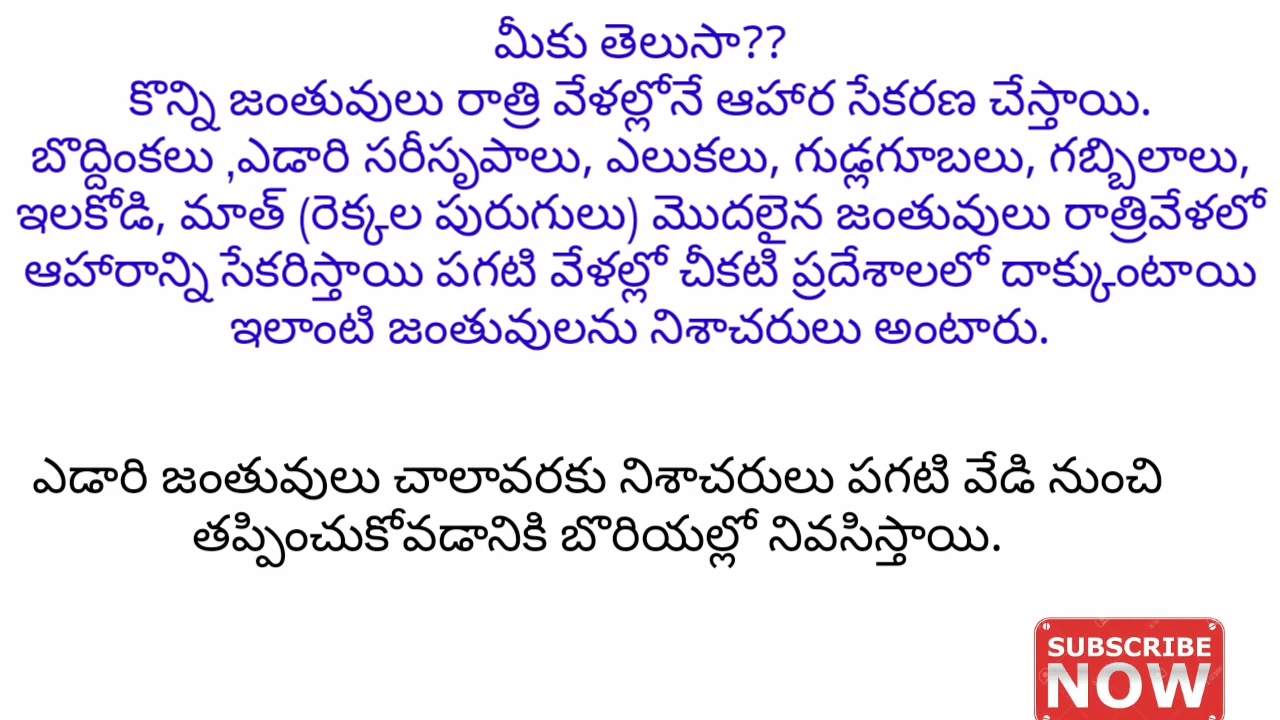 మీకు తెలుసా??
కొన్ని జంతువులు రాత్రి వేళల్లోనే ఆహార సేకరణ చేస్తాయి.
బొద్దింకలు ,ఎడారి సరీసృపాలు, ఎలుకలు, గుడ్లగూబలు, గబ్బిలాలు,
ఇలకోడి, మాత్ (రెక్కల పురుగులు) మొదలైన జంతువులు రాత్రివేళలో
ఆహారాన్ని సేకరిస్తాయి పగటి వేళల్లో చీకటి ప్రదేశాలలో దాక్కుంటాయి
ఇలాంటి జంతువులను నిశాచరులు అంటారు.
ఎడారి జంతువులు చాలావరకు నిశాచరులు పగటి వేడి నుంచి
తప్పించుకోవడానికి బొరియల్లో నివసిస్తాయి.
SUBSCRIBE
NOW